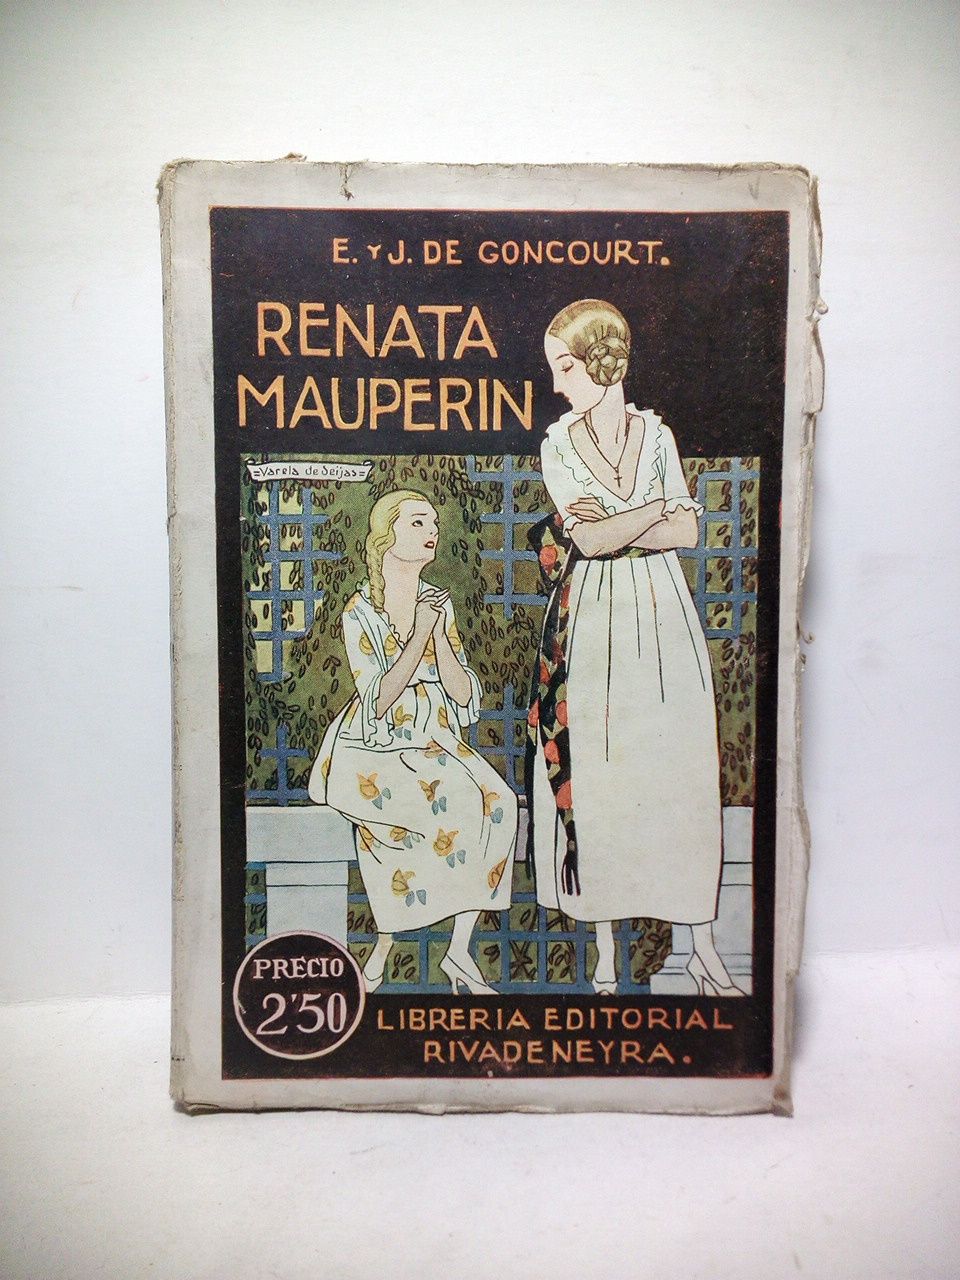 E. Y J. DE GONCOURT.
RENATA
MAUPERIN
=Varela de Seijas=
PRECIO
2'50
LIBRERIA EDITORIAL
RIVADENEYRA.